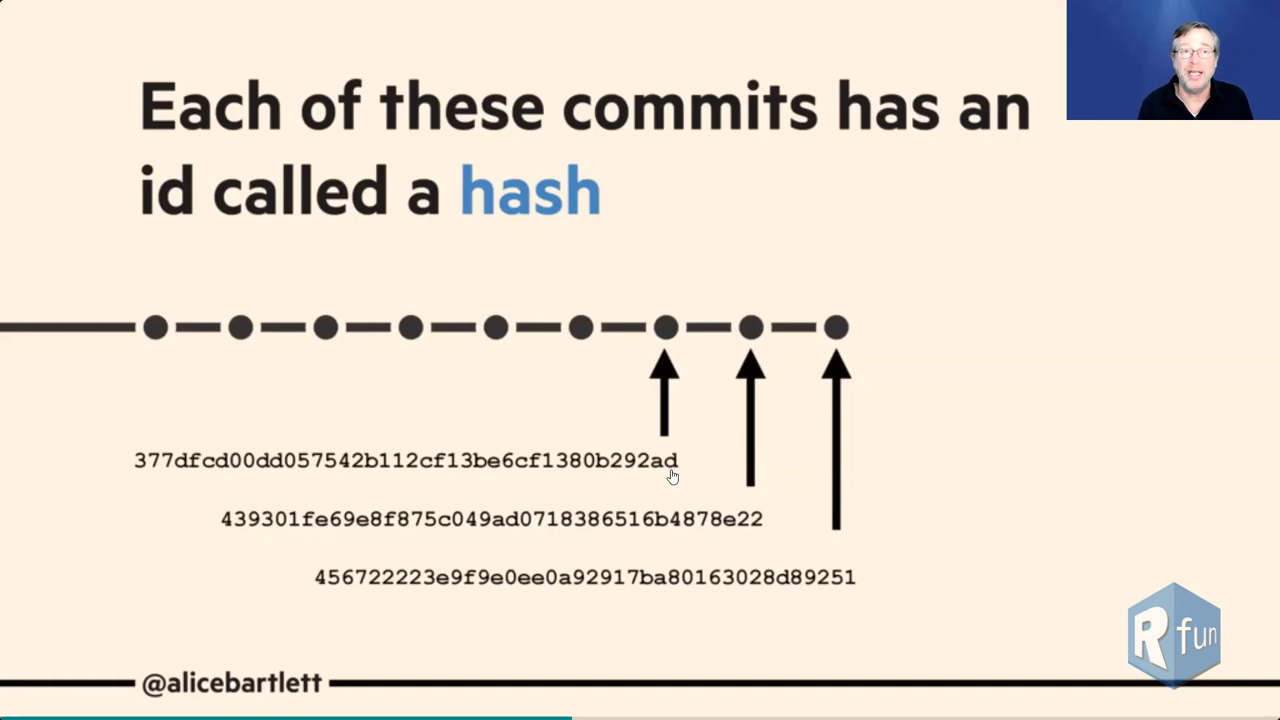 Each of these commits has an
id called a hash
377dfcd00dd057542b112cf13be6cf1380b292ad
439301fe69e8f875c049ad0718386516b4878e22
456722223e9f9e0ee0a92917ba80163028d89251
R fun
@alicebartlett